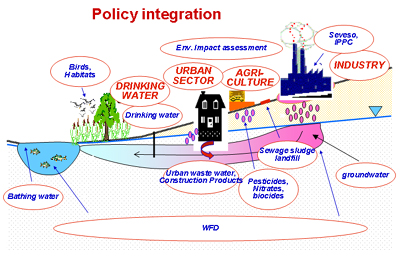 Policy integration
Env. Impact assessment
Seveso,
IPPC
Birds,
Habitats
URBAN
SECTOR
AGRI-
CULTURE
INDUSTRY
DRINKING
WATER
Drinking water
Sewage sludge
landfill
Urban waste water,
Construction Products
Pesticides,
Nitrates,
biocides
groundwater
Bathing water
WFD